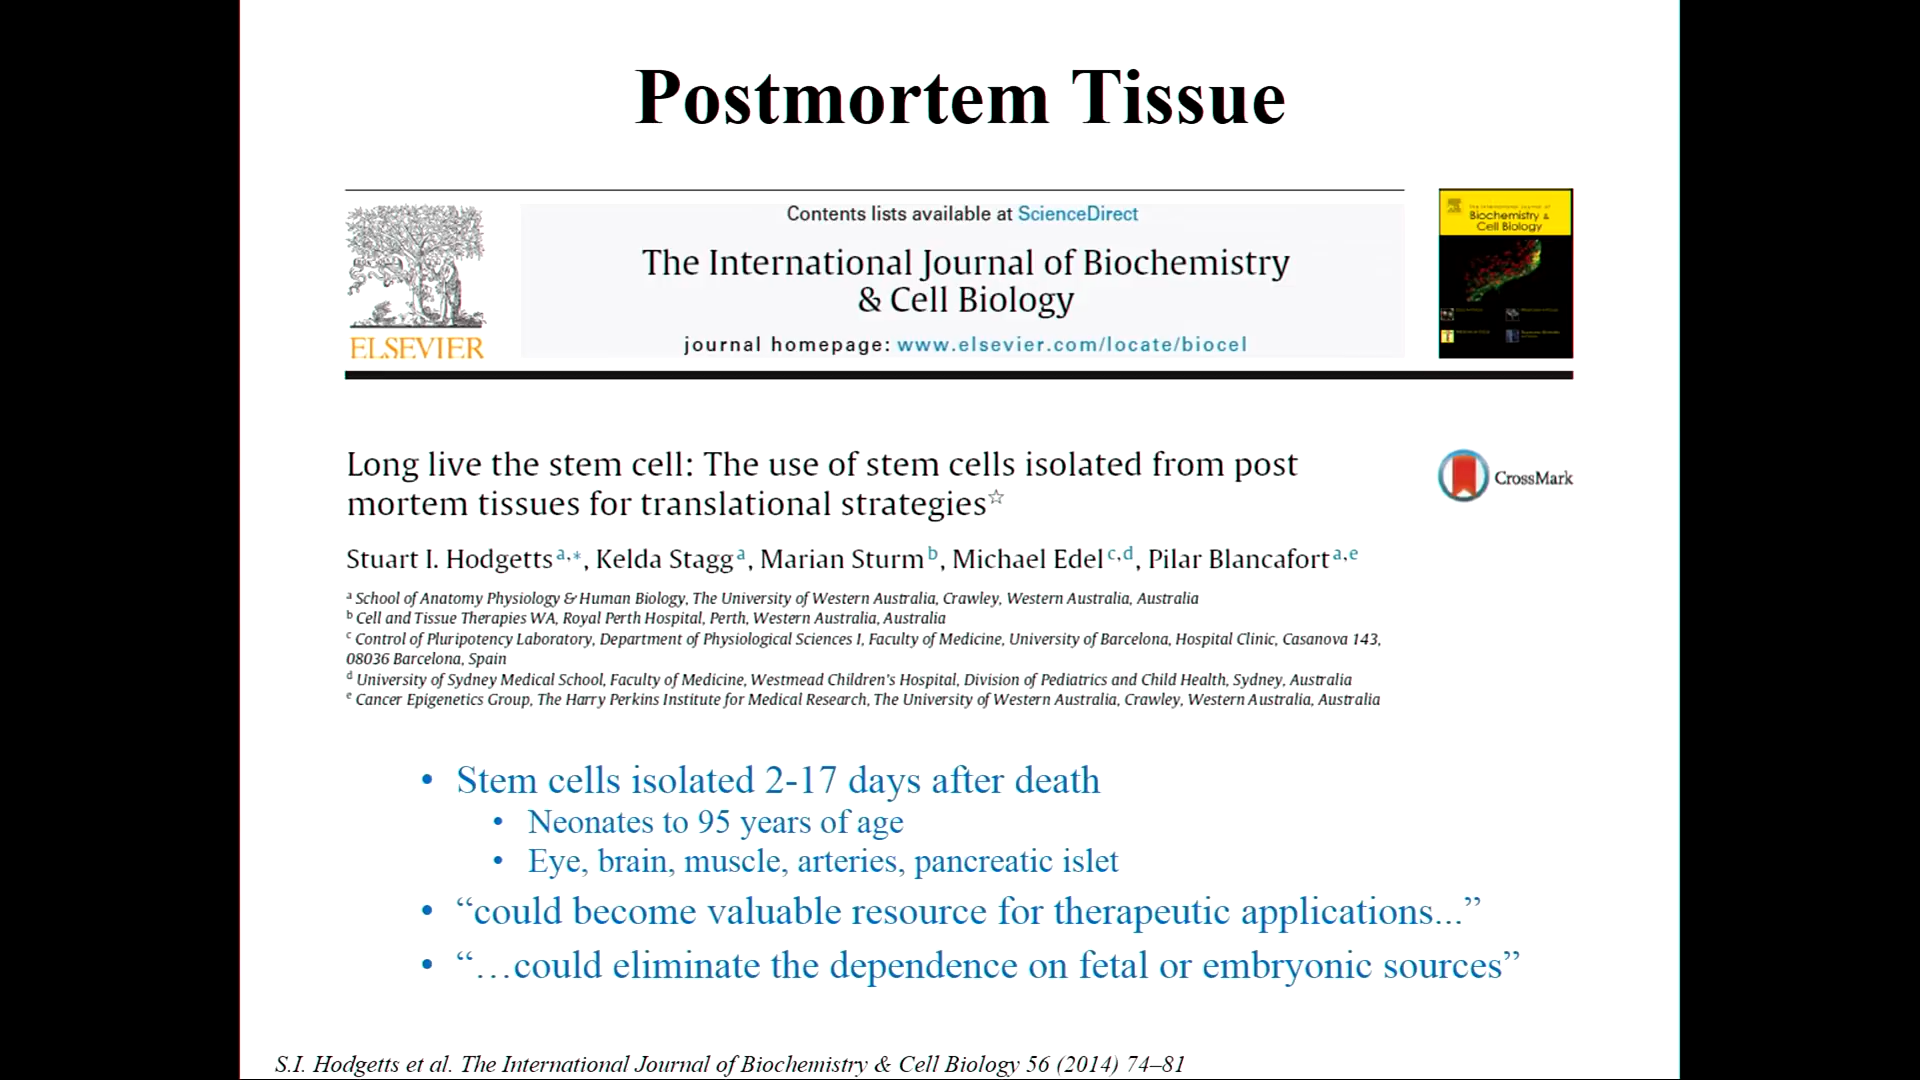 Postmortem Tissue
Contents lists available at ScienceDirect
The International Journal of Biochemistry
& Cell Biology
journal homepage: www.elsevier.com/locate/biocel
ELSEVIER
The International Journal of
Biochemistry &
Cell Biology
Long live the stem cell: The use of stem cells isolated from post
mortem tissues for translational strategies☆
CrossMark
Stuart I. Hodgetts a,*, Kelda Stagg a, Marian Sturm b, Michael Edel c,d, Pilar Blancafort a,e
a School of Anatomy Physiology & Human Biology, The University of Western Australia, Crawley, Western Australia, Australia
b Cell and Tissue Therapies WA, Royal Perth Hospital, Perth, Western Australia, Australia
c Control of Pluripotency Laboratory, Department of Physiological Sciences I, Faculty of Medicine, University of Barcelona, Hospital Clinic, Casanova 143,
08036 Barcelona, Spain
d University of Sydney Medical School, Faculty of Medicine, Westmead Children's Hospital, Division of Pediatrics and Child Health, Sydney, Australia
e Cancer Epigenetics Group, The Harry Perkins Institute for Medical Research, The University of Western Australia, Crawley, Western Australia, Australia
• Stem cells isolated 2-17 days after death
• Neonates to 95 years of age
• Eye, brain, muscle, arteries, pancreatic islet
• “could become valuable resource for therapeutic applications...”
• “…could eliminate the dependence on fetal or embryonic sources”
S.I. Hodgetts et al. The International Journal of Biochemistry & Cell Biology 56 (2014) 74–81